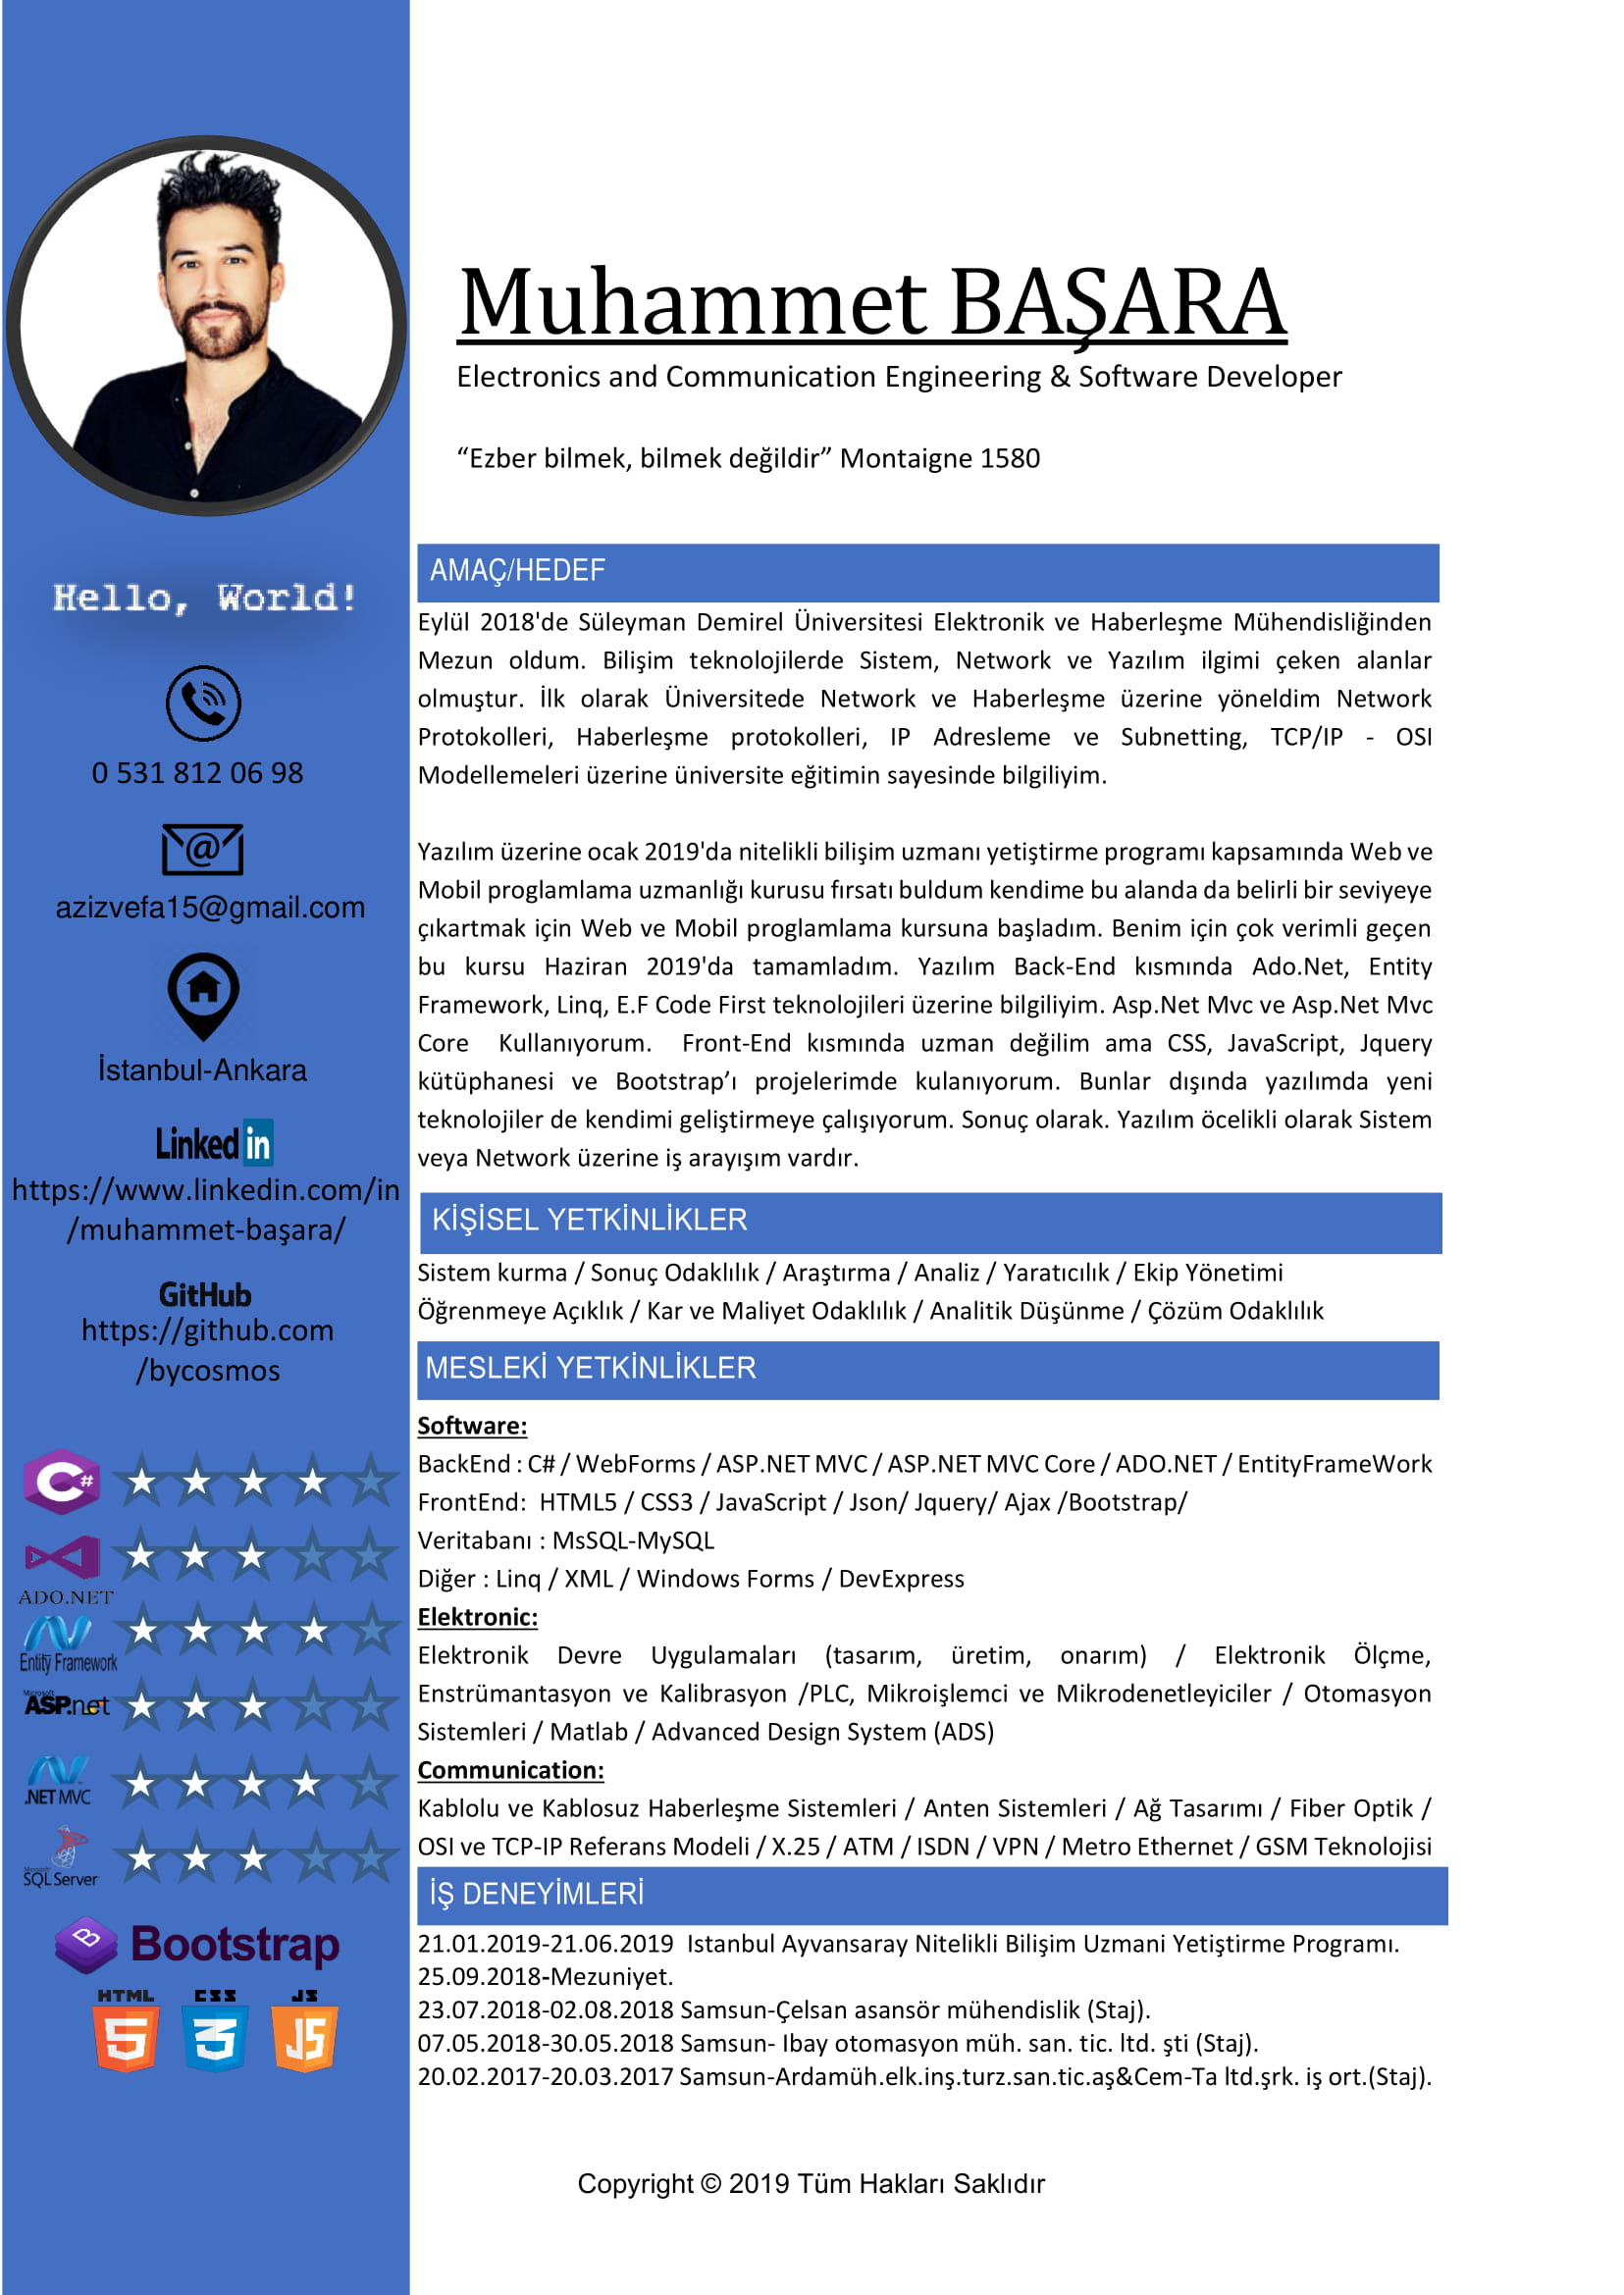 Muhammet BAŞARA
Electronics and Communication Engineering & Software Developer
“Ezber bilmek, bilmek değildir” Montaigne 1580
Hello, World!
0 531 812 06 98
@
azizvefa15@gmail.com
İstanbul-Ankara
Linked in
https://www.linkedin.com/in
/muhammet-başara/
GitHub
https://github.com
/bycosmos
C#
ADO.NET
Entity Framework
Microsoft
ASP.net
.NET MVC
Microsoft
SQL Server
B Bootstrap
HTML CSS JS
5 3 JS
AMAÇ/HEDEF
Eylül 2018'de Süleyman Demirel Üniversitesi Elektronik ve Haberleşme Mühendisliğinden
Mezun oldum. Bilişim teknolojilerde Sistem, Network ve Yazılım ilgimi çeken alanlar
olmuştur. İlk olarak Üniversitede Network ve Haberleşme üzerine yöneldim Network
Protokolleri, Haberleşme protokolleri, IP Adresleme ve Subnetting, TCP/IP - OSI
Modellemeleri üzerine üniversite eğitimin sayesinde bilgiliyim.
Yazılım üzerine ocak 2019'da nitelikli bilişim uzmanı yetiştirme programı kapsamında Web ve
Mobil proglamlama uzmanlığı kurusu fırsatı buldum kendime bu alanda da belirli bir seviyeye
çıkartmak için Web ve Mobil proglamlama kursuna başladım. Benim için çok verimli geçen
bu kursu Haziran 2019'da tamamladım. Yazılım Back-End kısmında Ado.Net, Entity
Framework, Linq, E.F Code First teknolojileri üzerine bilgiliyim. Asp.Net Mvc ve Asp.Net Mvc
Core Kullanıyorum. Front-End kısmında uzman değilim ama CSS, JavaScript, Jquery
kütüphanesi ve Bootstrap’ı projelerimde kulanıyorum. Bunlar dışında yazılımda yeni
teknolojiler de kendimi geliştirmeye çalışıyorum. Sonuç olarak. Yazılım öcelikli olarak Sistem
veya Network üzerine iş arayışım vardır.
KİŞİSEL YETKİNLİKLER
Sistem kurma / Sonuç Odaklılık / Araştırma / Analiz / Yaratıcılık / Ekip Yönetimi
Öğrenmeye Açıklık / Kar ve Maliyet Odaklılık / Analitik Düşünme / Çözüm Odaklılık
MESLEKİ YETKİNLİKLER
Software:
BackEnd : C# / WebForms / ASP.NET MVC / ASP.NET MVC Core / ADO.NET / EntityFrameWork
FrontEnd: HTML5 / CSS3 / JavaScript / Json/ Jquery/ Ajax /Bootstrap/
Veritabanı : MsSQL-MySQL
Diğer : Linq / XML / Windows Forms / DevExpress
Elektronic:
Elektronik Devre Uygulamaları (tasarım, üretim, onarım) / Elektronik Ölçme,
Enstrümantasyon ve Kalibrasyon /PLC, Mikroişlemci ve Mikrodenetleyiciler / Otomasyon
Sistemleri / Matlab / Advanced Design System (ADS)
Communication:
Kablolu ve Kablosuz Haberleşme Sistemleri / Anten Sistemleri / Ağ Tasarımı / Fiber Optik /
OSI ve TCP-IP Referans Modeli / X.25 / ATM / ISDN / VPN / Metro Ethernet / GSM Teknolojisi
İŞ DENEYİMLERİ
21.01.2019-21.06.2019 Istanbul Ayvansaray Nitelikli Bilişim Uzmani Yetiştirme Programı.
25.09.2018-Mezuniyet.
23.07.2018-02.08.2018 Samsun-Çelsan asansör mühendislik (Staj).
07.05.2018-30.05.2018 Samsun- Ibay otomasyon müh. san. tic. ltd. şti (Staj).
20.02.2017-20.03.2017 Samsun-Ardamüh.elk.inş.turz.san.tic.aş&Cem-Ta ltd.şrk. iş ort.(Staj).
Copyright © 2019 Tüm Hakları Saklıdır